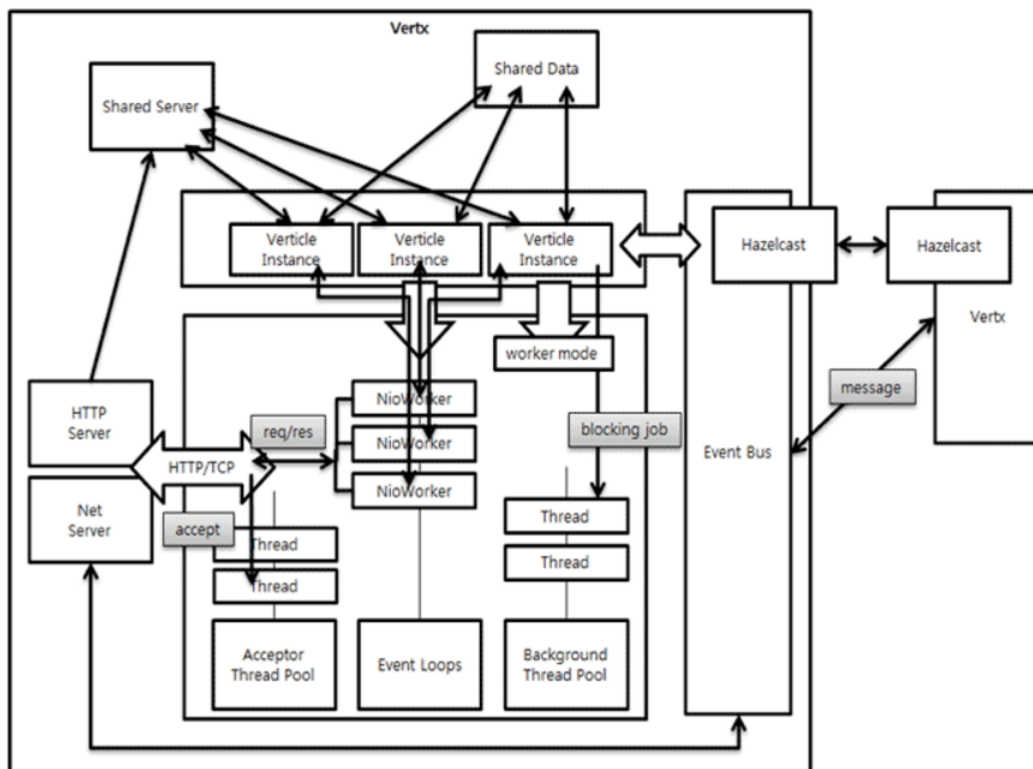 Vertx
Shared Data
Shared Server
Verticle
Instance
Verticle
Instance
Verticle
Instance
Hazelcast
Hazelcast
Vertx
worker mode
message
HTTP
Server
NioWorker
req/res
NioWorker
blocking job
Event Bus
HTTP/TCP
NioWorker
Net
Server
accept
Thread
Thread
Thread
Thread
Acceptor
Thread Pool
Event Loops
Background
Thread Pool